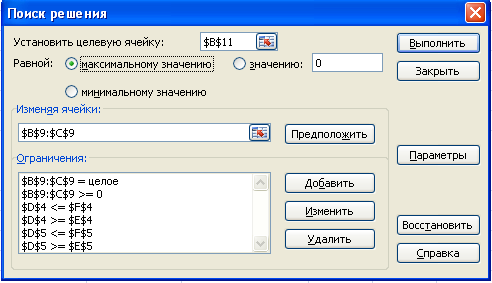 Поиск решения
Установить целевую ячейку: $B$11 Выполнить
Равной: максимальному значению значению: 0 Закрыть
минимальному значению
Изменяя ячейки:
$B$9:$C$9 Предположить
Ограничения: Параметры
$B$9:$C$9 = целое Добавить
$B$9:$C$9 >= 0
$D$4 <= $F$4 Изменить
$D$4 >= $E$4
$D$5 <= $F$5 Удалить Восстановить
$D$5 >= $E$5 Справка